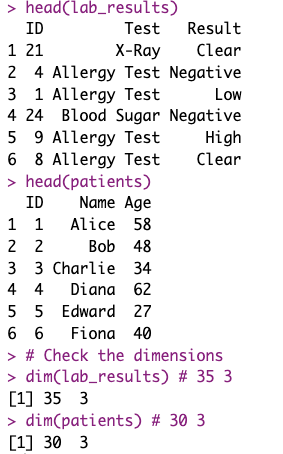 > head(lab_results)
  ID         Test   Result
1 21        X-Ray    Clear
2  4 Allergy Test Negative
3  1 Allergy Test      Low
4 24  Blood Sugar Negative
5  9 Allergy Test     High
6  8 Allergy Test    Clear
> head(patients)
  ID    Name Age
1  1   Alice  58
2  2     Bob  48
3  3 Charlie  34
4  4   Diana  62
5  5  Edward  27
6  6   Fiona  40
> # Check the dimensions
> dim(lab_results) # 35 3
[1] 35  3
> dim(patients) # 30 3
[1] 30  3